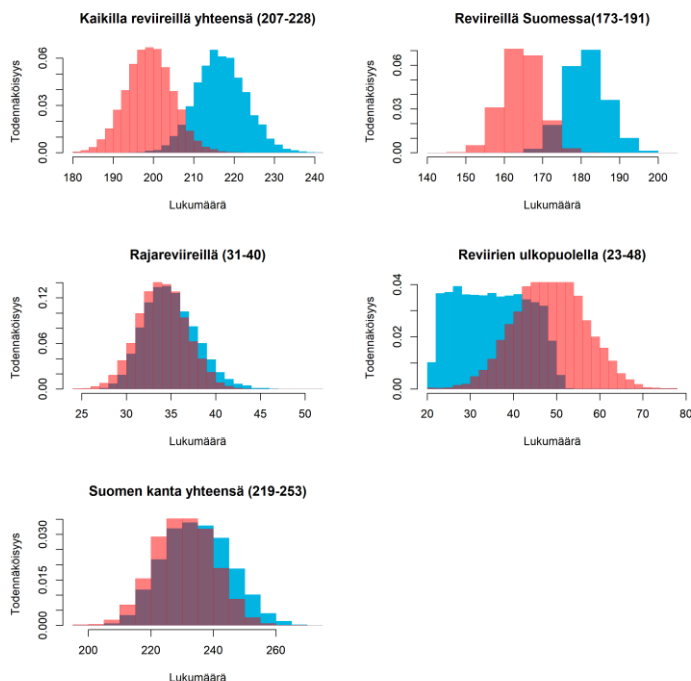 Kaikilla reviireillä yhteensä (207-228)
Todennäköisyys
0.00 0.03 0.06
180 190 200 210 220 230 240
Lukumäärä
Reviireillä Suomessa(173-191)
Todennäköisyys
0.00 0.03 0.06
140 150 160 170 180 190 200
Lukumäärä
Rajareviireillä (31-40)
Todennäköisyys
0.00 0.06 0.12
25 30 35 40 45 50
Lukumäärä
Reviirien ulkopuolella (23-48)
Todennäköisyys
0.00 0.02 0.04
20 30 40 50 60 70 80
Lukumäärä
Suomen kanta yhteensä (219-253)
Todennäköisyys
0.000 0.015 0.030
200 220 240 260
Lukumäärä